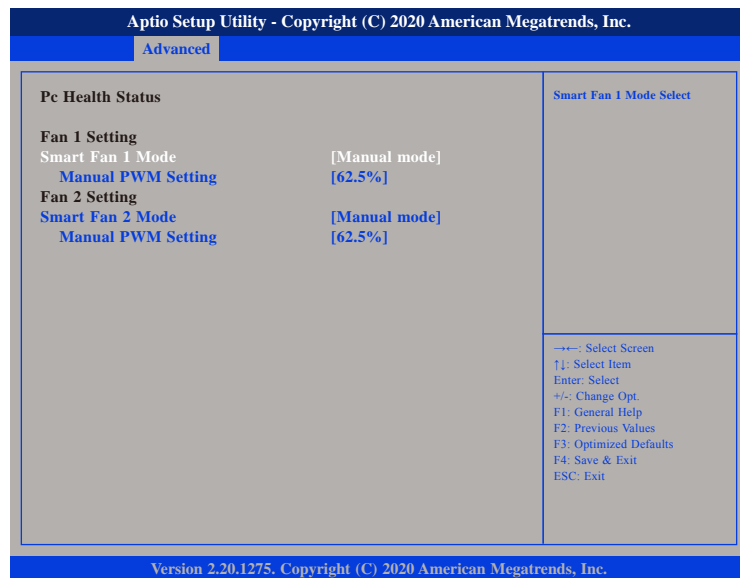 Aptio Setup Utility - Copyright (C) 2020 American Megatrends, Inc.
Advanced
Pc Health Status
Fan 1 Setting
Smart Fan 1 Mode [Manual mode]
Manual PWM Setting [62.5%]
Fan 2 Setting
Smart Fan 2 Mode [Manual mode]
Manual PWM Setting [62.5%]
Smart Fan 1 Mode Select
→←: Select Screen
↑↓: Select Item
Enter: Select
+/-: Change Opt.
F1: General Help
F2: Previous Values
F3: Optimized Defaults
F4: Save & Exit
ESC: Exit
Version 2.20.1275. Copyright (C) 2020 American Megatrends, Inc.